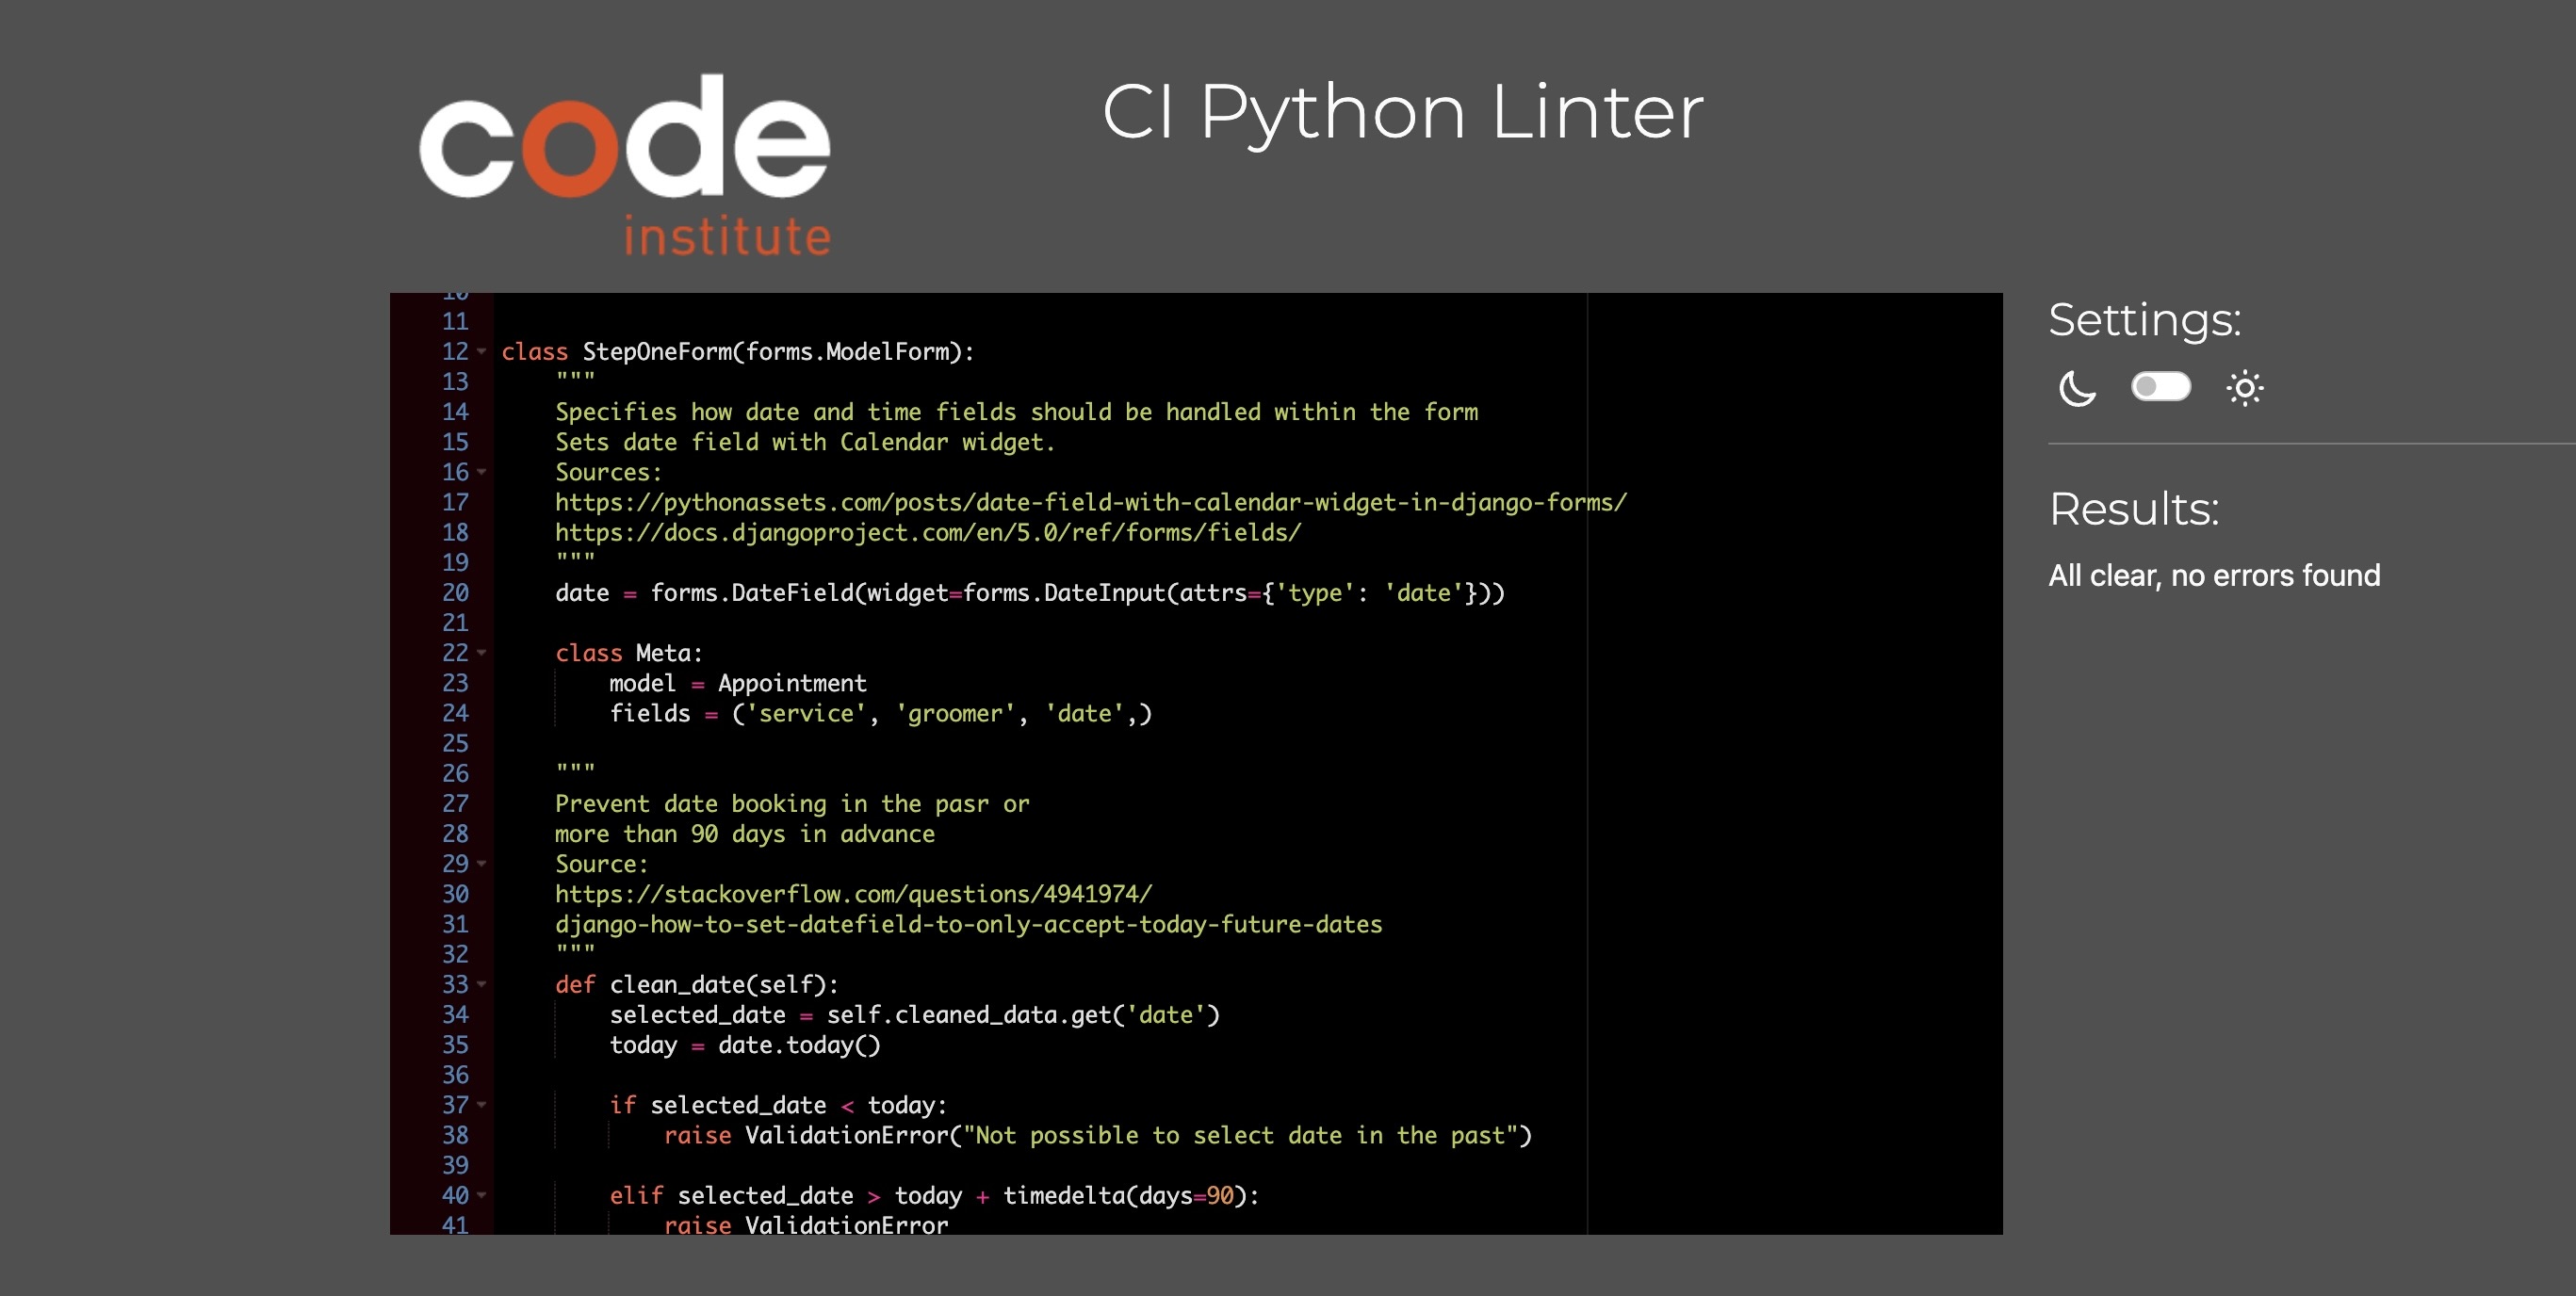 code
institute
CI Python Linter
10
11
12 class StepOneForm(forms.ModelForm):
13     """
14     Specifies how date and time fields should be handled within the form
15     Sets date field with Calendar widget.
16     Sources:
17     https://pythonassets.com/posts/date-field-with-calendar-widget-in-django-forms/
18     https://docs.djangoproject.com/en/5.0/ref/forms/fields/
19     """
20     date = forms.DateField(widget=forms.DateInput(attrs={'type': 'date'}))
21
22     class Meta:
23         model = Appointment
24         fields = ('service', 'groomer', 'date',)
25
26     """
27     Prevent date booking in the pasr or
28     more than 90 days in advance
29     Source:
30     https://stackoverflow.com/questions/4941974/
31     django-how-to-set-datefield-to-only-accept-today-future-dates
32     """
33     def clean_date(self):
34         selected_date = self.cleaned_data.get('date')
35         today = date.today()
36
37         if selected_date < today:
38             raise ValidationError("Not possible to select date in the past")
39
40         elif selected_date > today + timedelta(days=90):
41             raise ValidationError
Settings:
Results:
All clear, no errors found